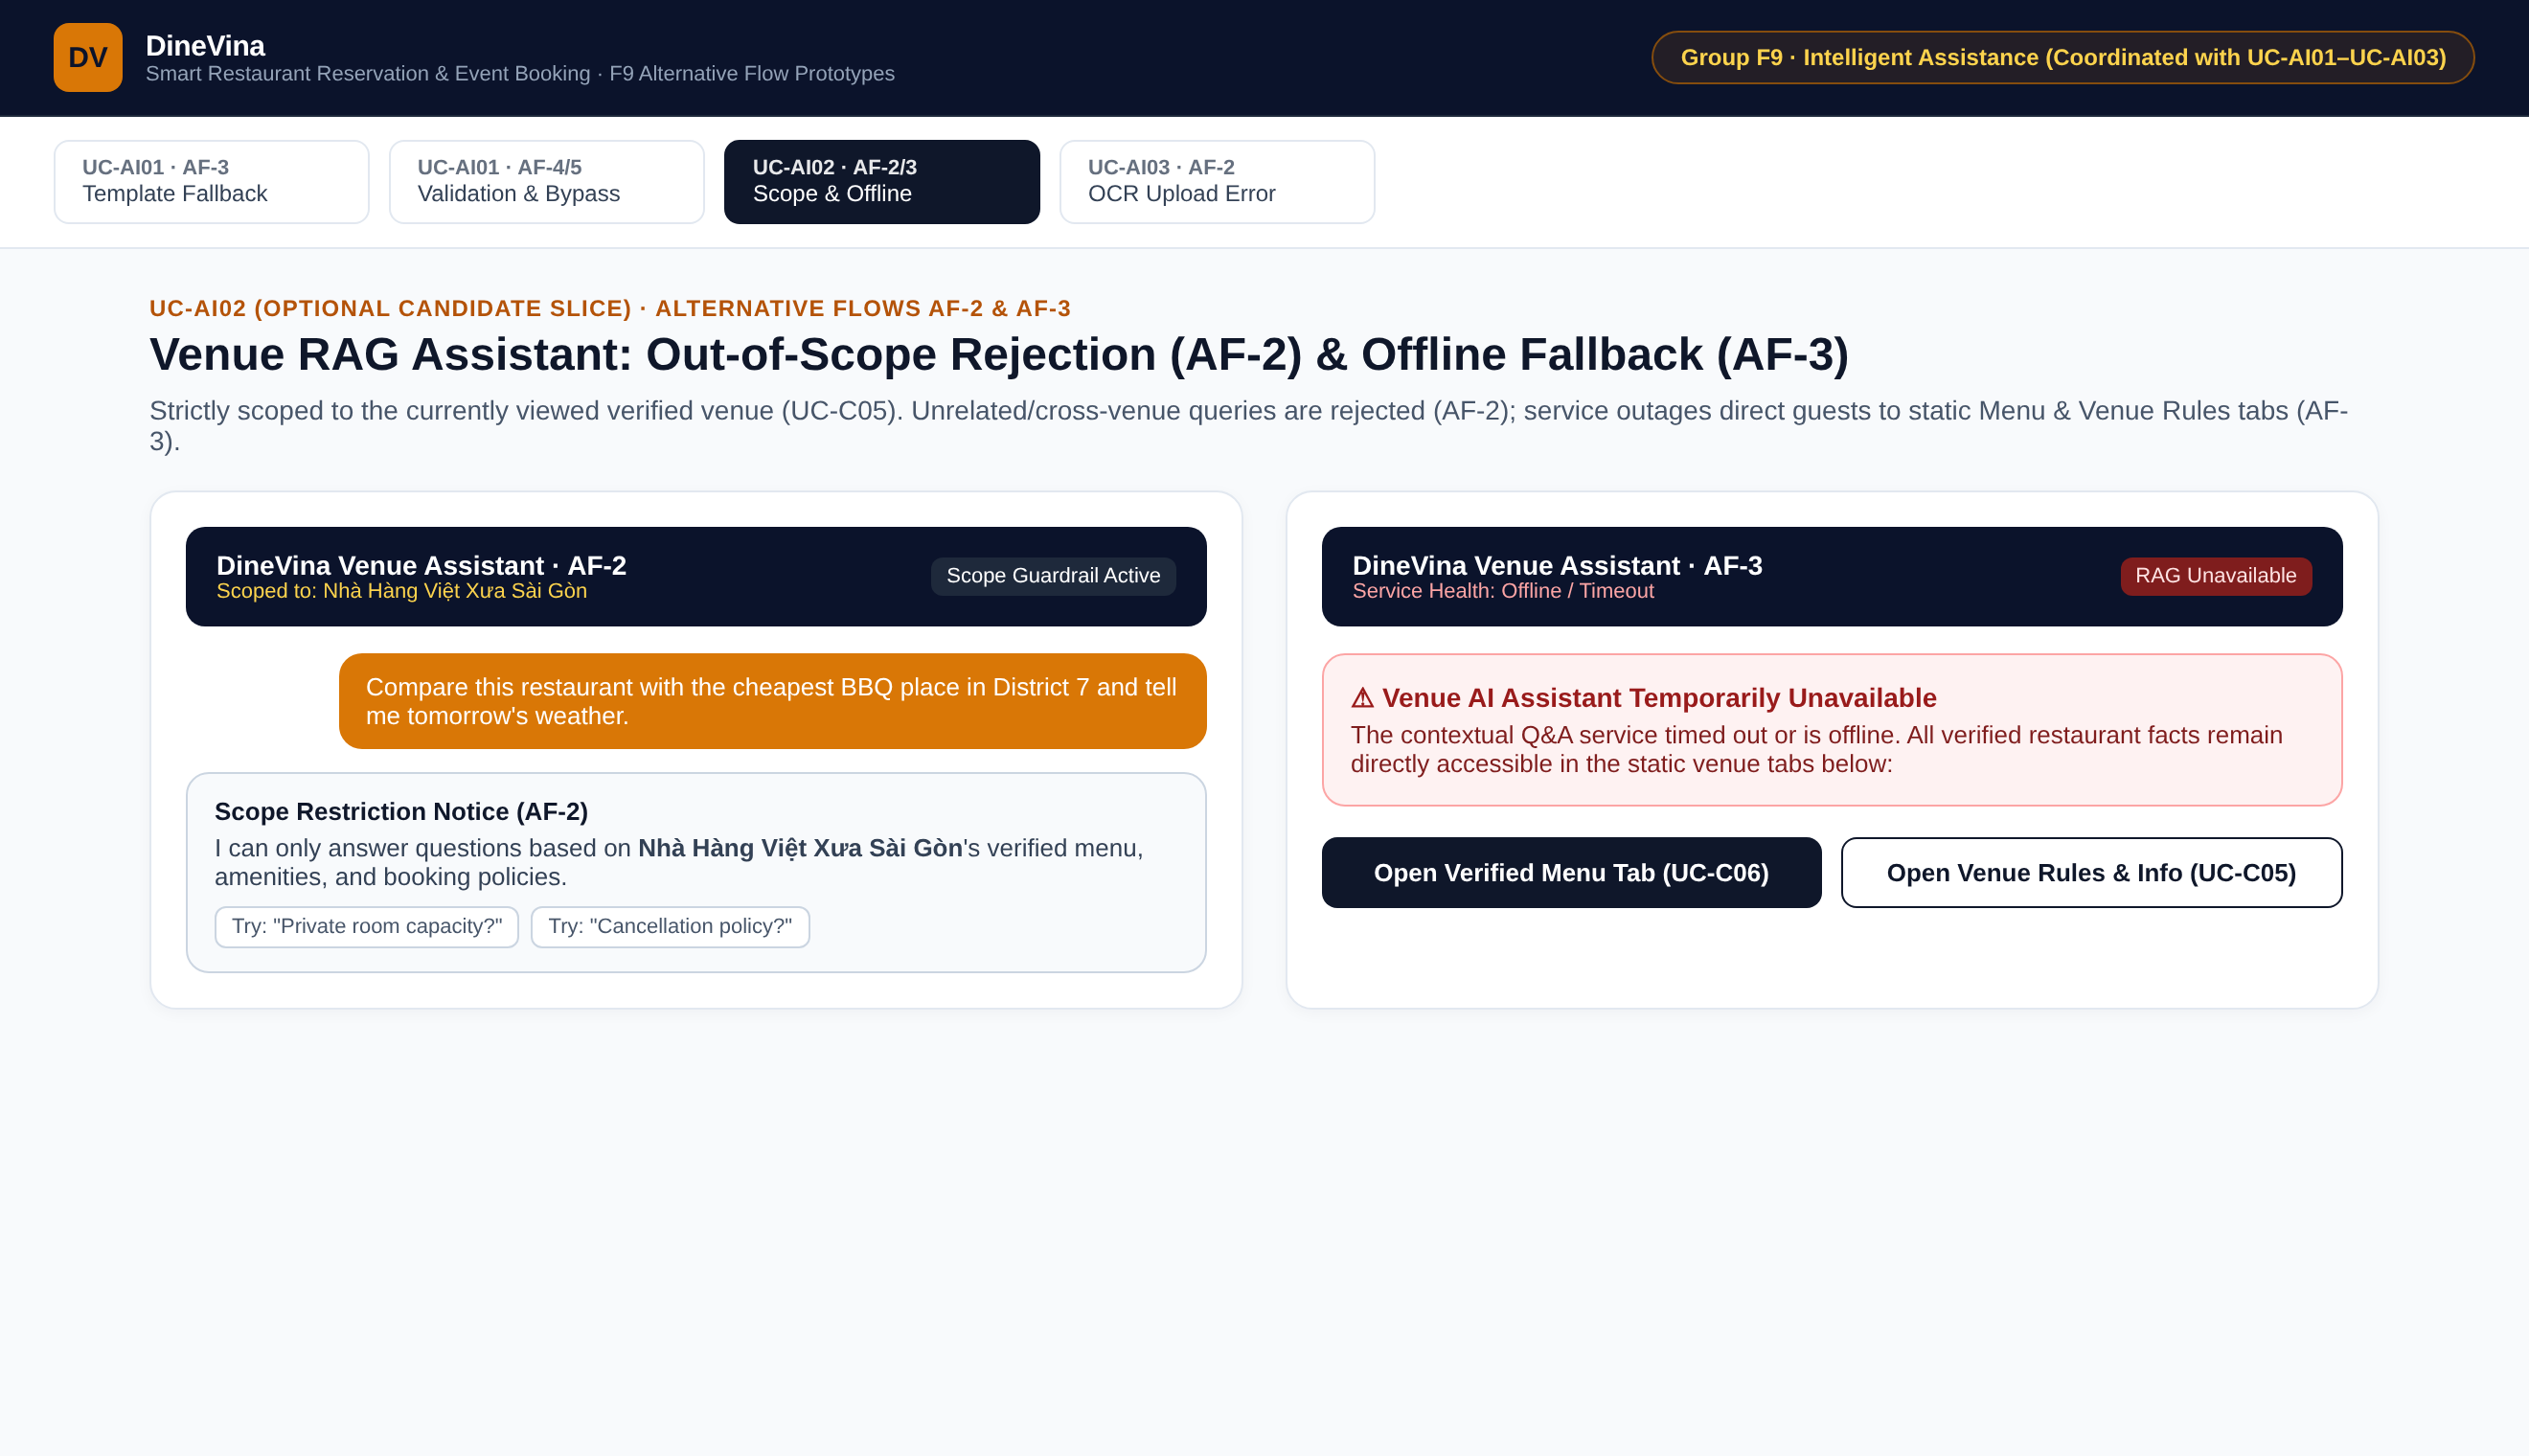 DV
DineVina
Smart Restaurant Reservation & Event Booking · F9 Alternative Flow Prototypes
Group F9 · Intelligent Assistance (Coordinated with UC-AI01–UC-AI03)
UC-AI01 · AF-3
Template Fallback
UC-AI01 · AF-4/5
Validation & Bypass
UC-AI02 · AF-2/3
Scope & Offline
UC-AI03 · AF-2
OCR Upload Error
UC-AI02 (OPTIONAL CANDIDATE SLICE) · ALTERNATIVE FLOWS AF-2 & AF-3
Venue RAG Assistant: Out-of-Scope Rejection (AF-2) & Offline Fallback (AF-3)
Strictly scoped to the currently viewed verified venue (UC-C05). Unrelated/cross-venue queries are rejected (AF-2); service outages direct guests to static Menu & Venue Rules tabs (AF-
3).
DineVina Venue Assistant · AF-2
Scoped to: Nhà Hàng Việt Xưa Sài Gòn
Scope Guardrail Active
Compare this restaurant with the cheapest BBQ place in District 7 and tell
me tomorrow's weather.
Scope Restriction Notice (AF-2)
I can only answer questions based on Nhà Hàng Việt Xưa Sài Gòn's verified menu,
amenities, and booking policies.
Try: "Private room capacity?"
Try: "Cancellation policy?"
DineVina Venue Assistant · AF-3
Service Health: Offline / Timeout
RAG Unavailable
⚠ Venue AI Assistant Temporarily Unavailable
The contextual Q&A service timed out or is offline. All verified restaurant facts remain
directly accessible in the static venue tabs below:
Open Verified Menu Tab (UC-C06)
Open Venue Rules & Info (UC-C05)